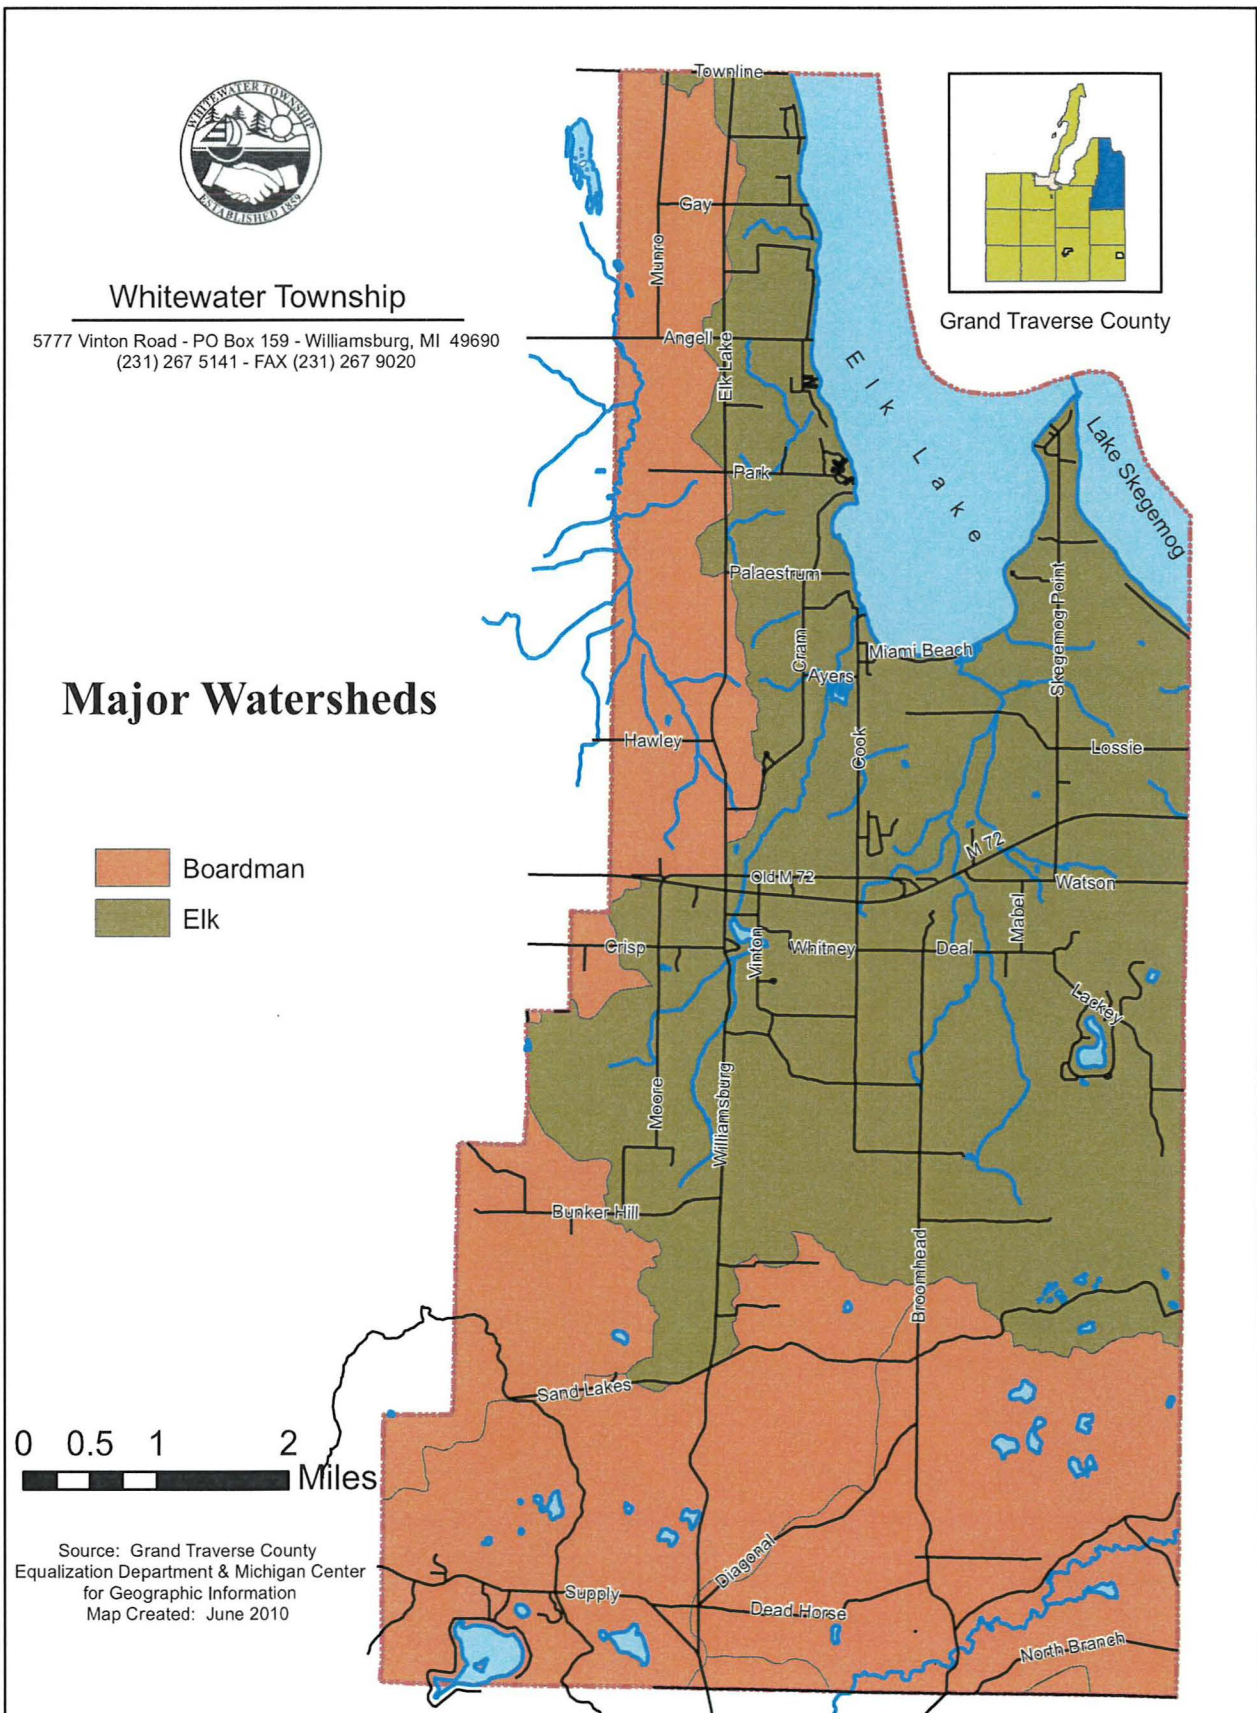 WHITEWATER TOWNSHIP
ESTABLISHED 1859
Whitewater Township
5777 Vinton Road - PO Box 159 - Williamsburg, MI 49690
(231) 267 5141 - FAX (231) 267 9020
Grand Traverse County
Major Watersheds
Boardman
Elk
Townline
Gay
Munro
Angell
Elk Lake
Elk Lake
Lake Skegemog
Park
Palaestrum
Cram
Skegemog Point
Miami Beach
Ayers
Hawley
Cook
Lossie
M 72
Old M 72
Watson
Mabel
Crisp
Vinton
Whitney
Deal
Lackey
Moore
Williamsburg
Bunker Hill
Broomhead
Sand Lakes
Diagonal
Supply
Dead Horse
North Branch
0 0.5 1 2
Miles
Source: Grand Traverse County
Equalization Department & Michigan Center
for Geographic Information
Map Created: June 2010